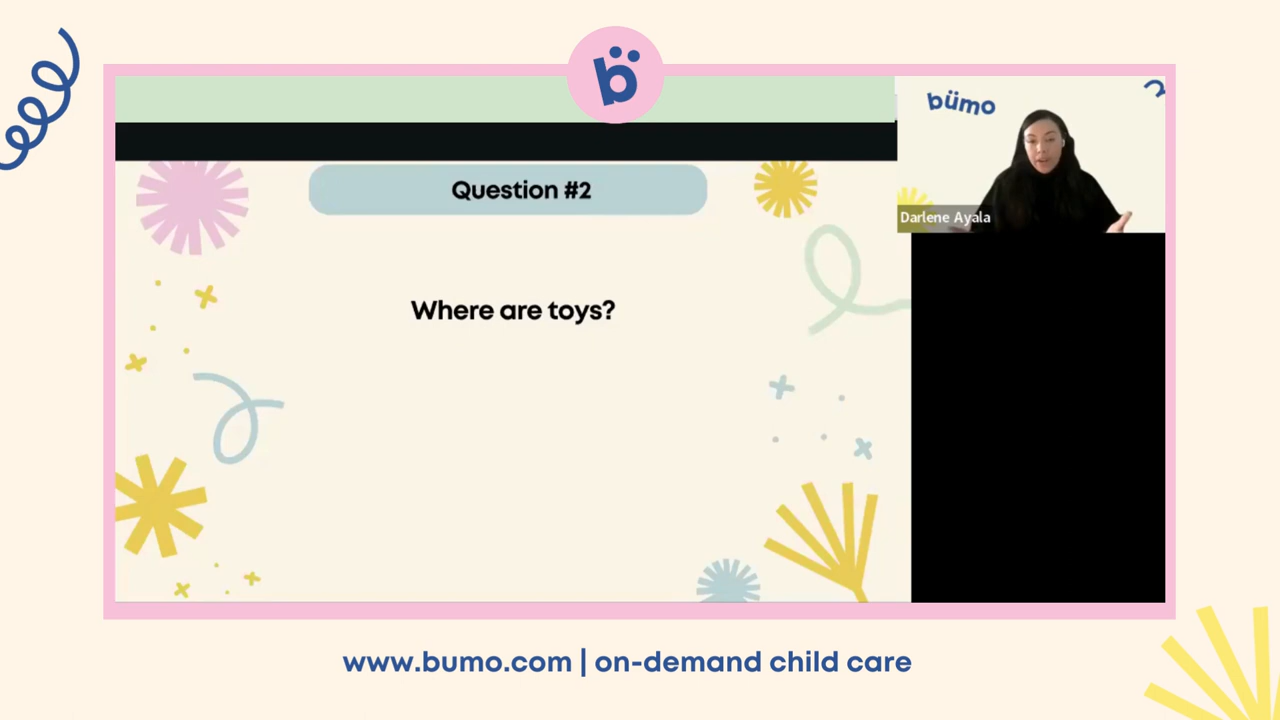 b̈
bümo
Question #2
Darlene Ayala
Where are toys?
www.bumo.com | on-demand child care